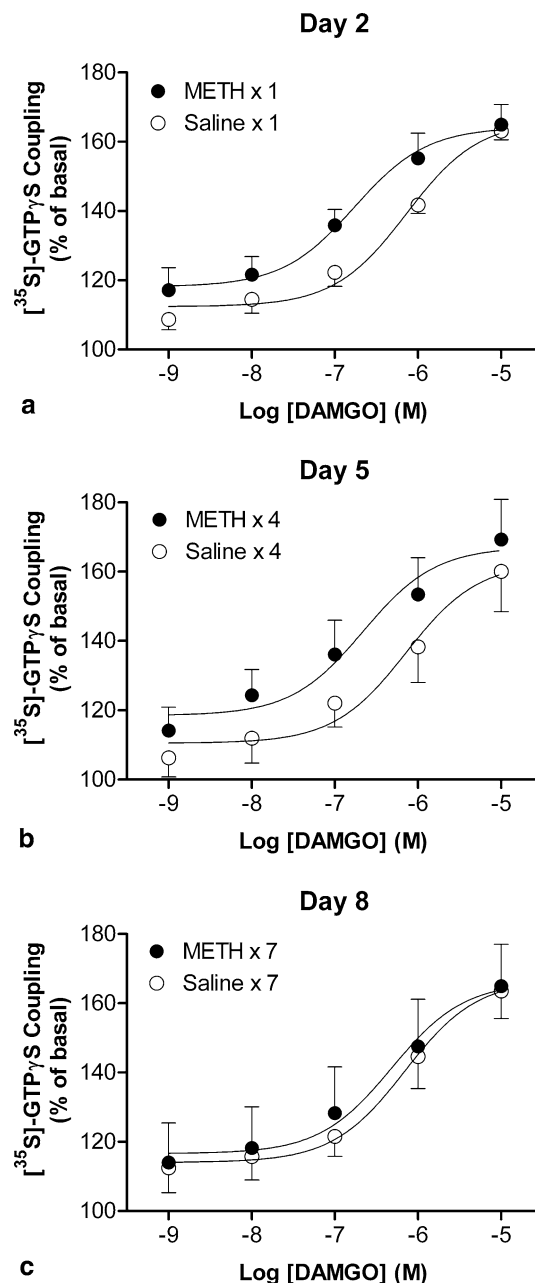 Day 2
[³⁵S]-GTPγS Coupling
(% of basal)
180
160
140
120
100
METH x 1
Saline x 1
-9 -8 -7 -6 -5
Log [DAMGO] (M)
a
Day 5
[³⁵S]-GTPγS Coupling
(% of basal)
180
160
140
120
100
METH x 4
Saline x 4
-9 -8 -7 -6 -5
Log [DAMGO] (M)
b
Day 8
[³⁵S]-GTPγS Coupling
(% of basal)
180
160
140
120
100
METH x 7
Saline x 7
-9 -8 -7 -6 -5
Log [DAMGO] (M)
c